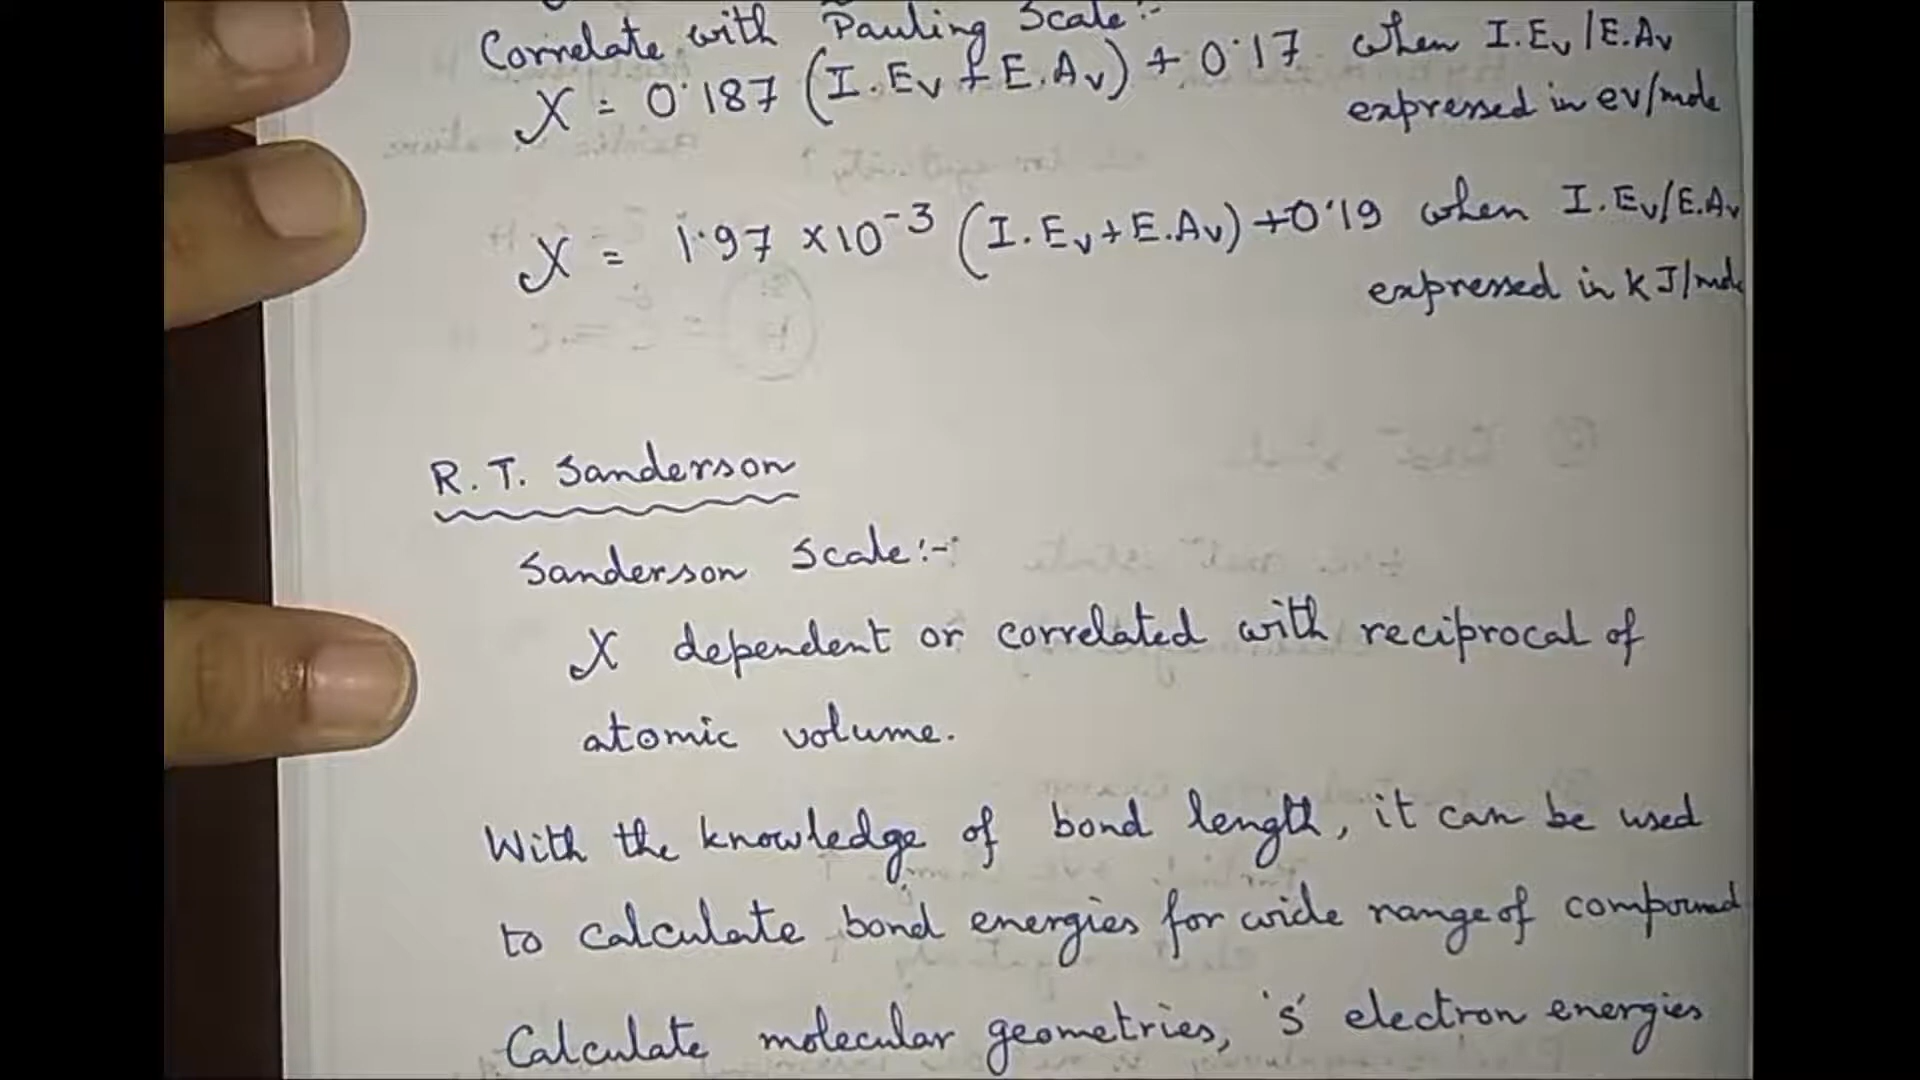 Correlate with Pauling Scale:-
X = 0.187 (I.Ev + E.Av) + 0.17 when I.Ev/E.Av
expressed in ev/mole
X = 1.97 × 10⁻³ (I.Ev + E.Av) + 0.19 when I.Ev/E.Av
expressed in kJ/mole
R.T. Sanderson
Sanderson Scale:-
X dependent or correlated with reciprocal of
atomic volume.
With the knowledge of bond length, it can be used
to calculate bond energies for wide range of compound
Calculate molecular geometries, 's' electron energies